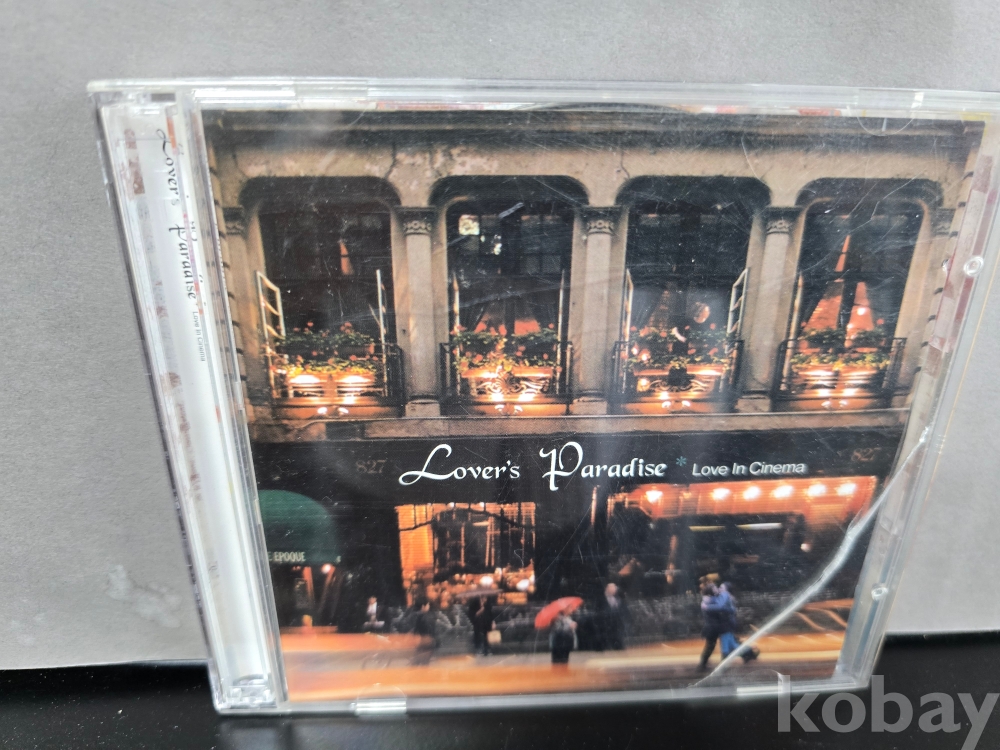 Lover's Paradise * Love In Cinema
827
827
Lover's Paradise * Love In Cinema
E EPOQUE
kobay